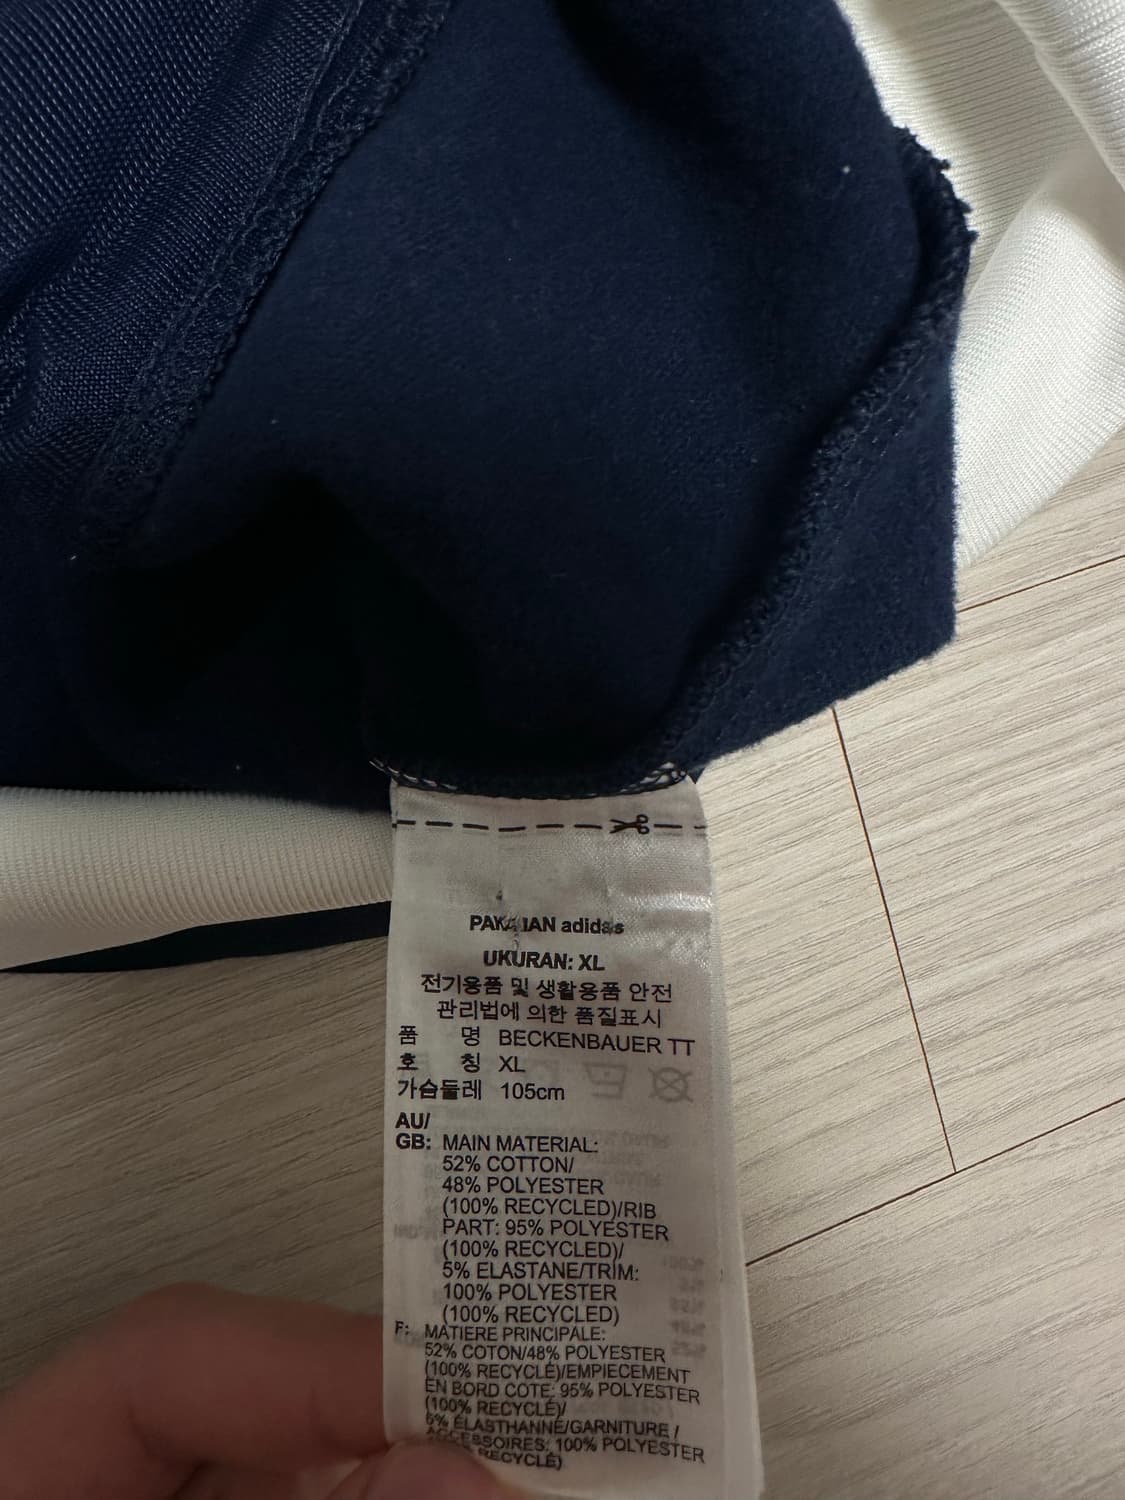 PAKAIAN adidas
UKURAN: XL
전기용품 및 생활용품 안전
관리법에 의한 품질표시
품 명 BECKENBAUER TT
호 칭 XL
가슴둘레 105cm
AU/
GB: MAIN MATERIAL:
52% COTTON/
48% POLYESTER
(100% RECYCLED)/RIB
PART: 95% POLYESTER
(100% RECYCLED)/
5% ELASTANE/TRIM:
100% POLYESTER
(100% RECYCLED)
F: MATIERE PRINCIPALE:
52% COTON/48% POLYESTER
(100% RECYCLÉ)/EMPIECEMENT
EN BORD COTE: 95% POLYESTER
(100% RECYCLÉ)/
5% ÉLASTHANNE/GARNITURE /
ACCESSOIRES: 100% POLYESTER
RECYCLÉ)